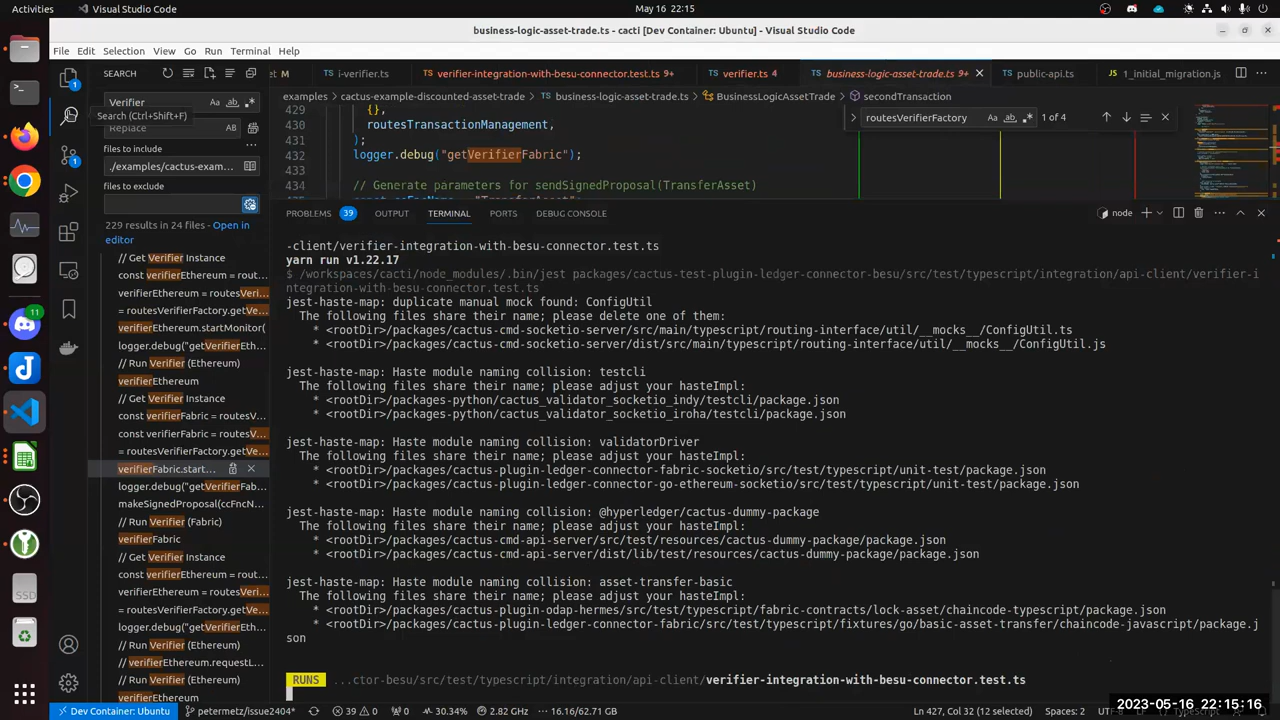 Activities
Visual Studio Code
May 16 22:15
business-logic-asset-trade.ts - cacti [Dev Container: Ubuntu] - Visual Studio Code
File Edit Selection View Go Run Terminal Help
SEARCH
Verifier
Aa ab
Search (Ctrl+Shift+F)
Replace
AB
files to include
./examples/cactus-exam...
files to exclude
229 results in 24 files - Open in
editor
// Get Verifier Instance
const verifierEthereum = rout...
verifierEthereum = routesVeri...
= routesVerifierFactory.getVe...
verifierEthereum.startMonitor(
logger.debug("getVerifierEth...
// Run Verifier (Ethereum)
verifierEthereum
// Get Verifier Instance
const verifierFabric = routesV...
const verifierFabric = routesV...
= routesVerifierFactory.getVe...
verifierFabric.start...
logger.debug("getVerifierFab...
makeSignedProposal(ccFncN...
// Run Verifier (Fabric)
verifierFabric
// Get Verifier Instance
const verifierEthereum = rout...
verifierEthereum = routesVeri...
= routesVerifierFactory.getVe...
logger.debug("getVerifierEth...
// Run Verifier (Ethereum)
// verifierEthereum.requestL...
// Run Verifier (Ethereum)
verifierEthereum
et.ts M
i-verifier.ts
verifier-integration-with-besu-connector.test.ts 9+
verifier.ts 4
business-logic-asset-trade.ts 9+
public-api.ts
1_initial_migration.js
examples > cactus-example-discounted-asset-trade > business-logic-asset-trade.ts > BusinessLogicAssetTrade > secondTransaction
routesVerifierFactory Aa ab 1 of 4
429 {},
430 routesTransactionManagement,
431 );
432 logger.debug("getVerifierFabric");
433
434 // Generate parameters for sendSignedProposal(TransferAsset)
PROBLEMS 39 OUTPUT TERMINAL PORTS DEBUG CONSOLE
node
-client/verifier-integration-with-besu-connector.test.ts
yarn run v1.22.17
$ /workspaces/cacti/node_modules/.bin/jest packages/cactus-test-plugin-ledger-connector-besu/src/test/typescript/integration/api-client/verifier-i
ntegration-with-besu-connector.test.ts
jest-haste-map: duplicate manual mock found: ConfigUtil
The following files share their name; please delete one of them:
* <rootDir>/packages/cactus-cmd-socketio-server/src/main/typescript/routing-interface/util/__mocks__/ConfigUtil.ts
* <rootDir>/packages/cactus-cmd-socketio-server/dist/src/main/typescript/routing-interface/util/__mocks__/ConfigUtil.js
jest-haste-map: Haste module naming collision: testcli
The following files share their name; please adjust your hasteImpl:
* <rootDir>/packages-python/cactus_validator_socketio_indy/testcli/package.json
* <rootDir>/packages-python/cactus_validator_socketio_iroha/testcli/package.json
jest-haste-map: Haste module naming collision: validatorDriver
The following files share their name; please adjust your hasteImpl:
* <rootDir>/packages/cactus-plugin-ledger-connector-fabric-socketio/src/test/typescript/unit-test/package.json
* <rootDir>/packages/cactus-plugin-ledger-connector-go-ethereum-socketio/src/test/typescript/unit-test/package.json
jest-haste-map: Haste module naming collision: @hyperledger/cactus-dummy-package
The following files share their name; please adjust your hasteImpl:
* <rootDir>/packages/cactus-cmd-api-server/src/test/resources/cactus-dummy-package/package.json
* <rootDir>/packages/cactus-cmd-api-server/dist/lib/test/resources/cactus-dummy-package/package.json
jest-haste-map: Haste module naming collision: asset-transfer-basic
The following files share their name; please adjust your hasteImpl:
* <rootDir>/packages/cactus-plugin-odap-hermes/src/test/typescript/fabric-contracts/lock-asset/chaincode-typescript/package.json
* <rootDir>/packages/cactus-plugin-ledger-connector-fabric/src/test/typescript/fixtures/go/basic-asset-transfer/chaincode-javascript/package.j
son
RUNS ...ctor-besu/src/test/typescript/integration/api-client/verifier-integration-with-besu-connector.test.ts
Dev Container: Ubuntu petermetz/issue2404* 39 0 0 30.34% 2.82 GHz 16.16/62.71 GB Ln 427, Col 32 (12 selected) Spaces: 2
2023-05-16 22:15:16